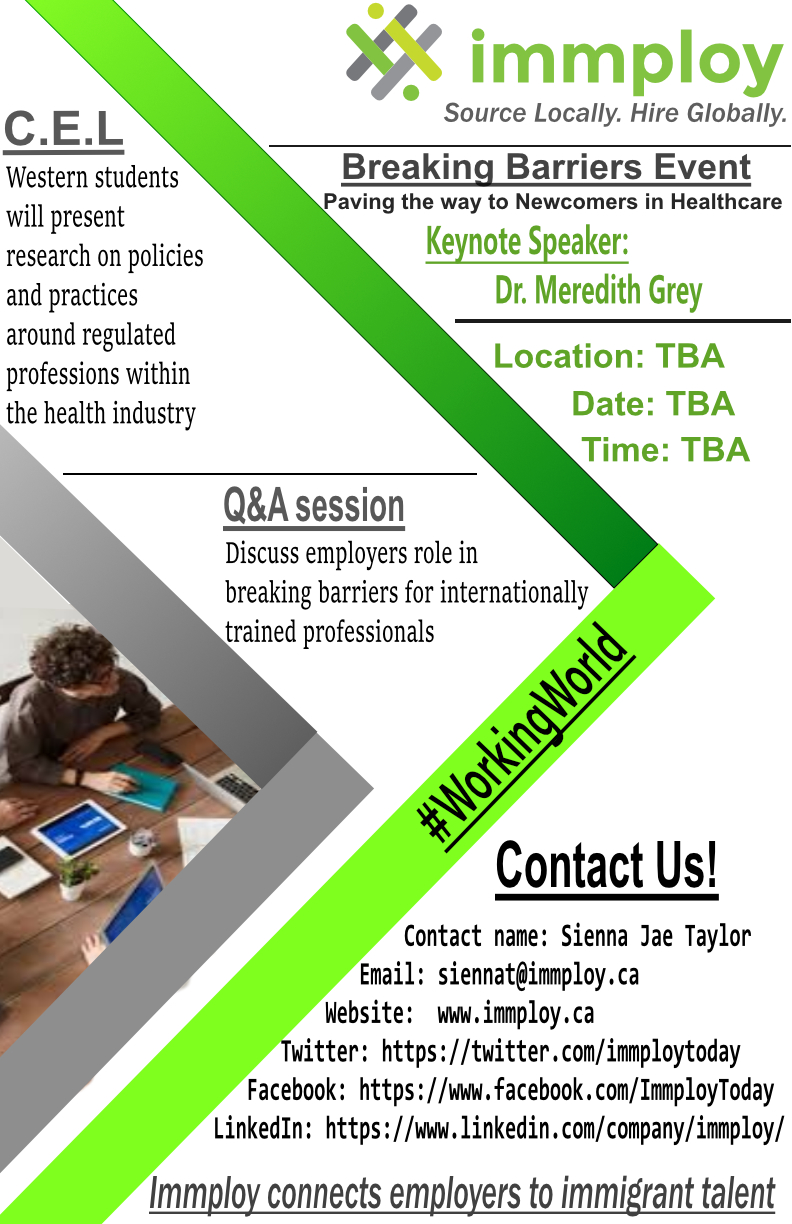 immploy
Source Locally. Hire Globally.
C.E.L
Western students
will present
research on policies
and practices
around regulated
professions within
the health industry
Breaking Barriers Event
Paving the way to Newcomers in Healthcare
Keynote Speaker:
Dr. Meredith Grey
Location: TBA
Date: TBA
Time: TBA
Q&A session
Discuss employers role in
breaking barriers for internationally
trained professionals
#WorkingWorld
Contact Us!
Contact name: Sienna Jae Taylor
Email: siennat@immploy.ca
Website:  www.immploy.ca
Twitter: https://twitter.com/immploytoday
Facebook: https://www.facebook.com/ImmployToday
LinkedIn: https://www.linkedin.com/company/immploy/
Immploy connects employers to immigrant talent